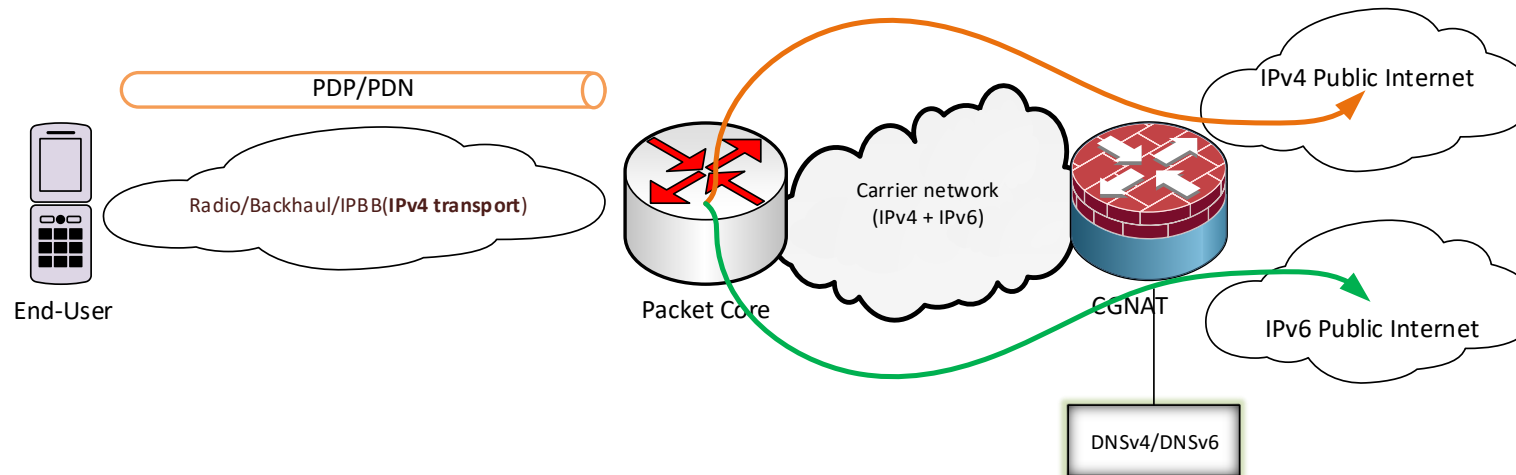 PDP/PDN
IPv4 Public Internet
Radio/Backhaul/IPBB(IPv4 transport)
Carrier network
(IPv4 + IPv6)
End-User
Packet Core
CGNAT
IPv6 Public Internet
DNSv4/DNSv6